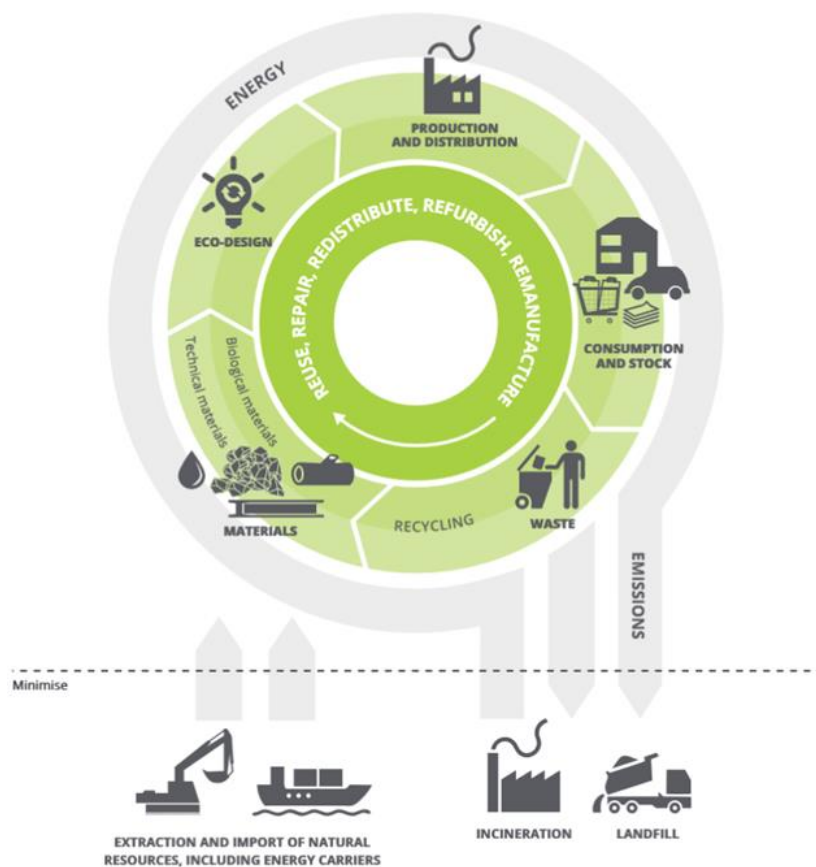 ENERGY
PRODUCTION
AND DISTRIBUTION
ECO-DESIGN
REUSE, REPAIR, REDISTRIBUTE, REFURBISH, REMANUFACTURE
CONSUMPTION
AND STOCK
Technical materials
Biological materials
MATERIALS
RECYCLING
WASTE
EMISSIONS
Minimise
INCINERATION
LANDFILL
EXTRACTION AND IMPORT OF NATURAL
RESOURCES, INCLUDING ENERGY CARRIERS